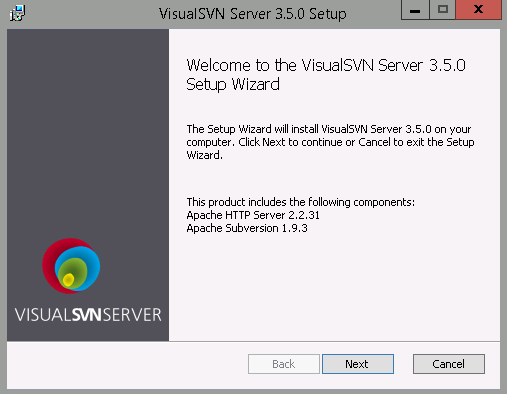 VisualSVN Server 3.5.0 Setup
Welcome to the VisualSVN Server 3.5.0
Setup Wizard
The Setup Wizard will install VisualSVN Server 3.5.0 on your
computer. Click Next to continue or Cancel to exit the Setup
Wizard.
This product includes the following components:
Apache HTTP Server 2.2.31
Apache Subversion 1.9.3
VISUALSVNSERVER
Back
Next
Cancel